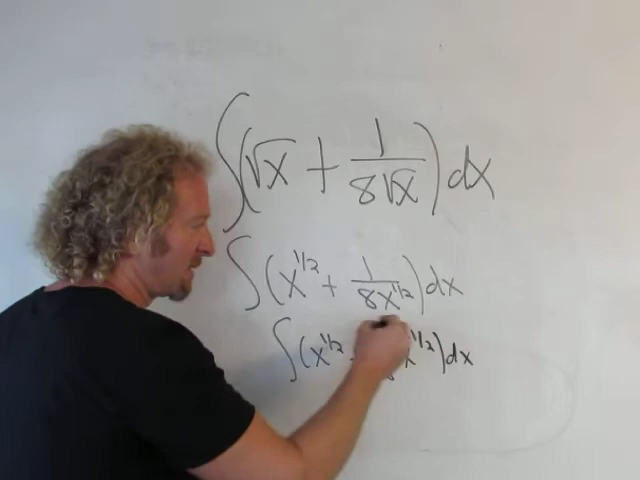 ∫(√x + 1/(8√x))dx
∫(x^1/2 + 1/(8x^1/2))dx
∫(x^1/2 x^1/2)dx